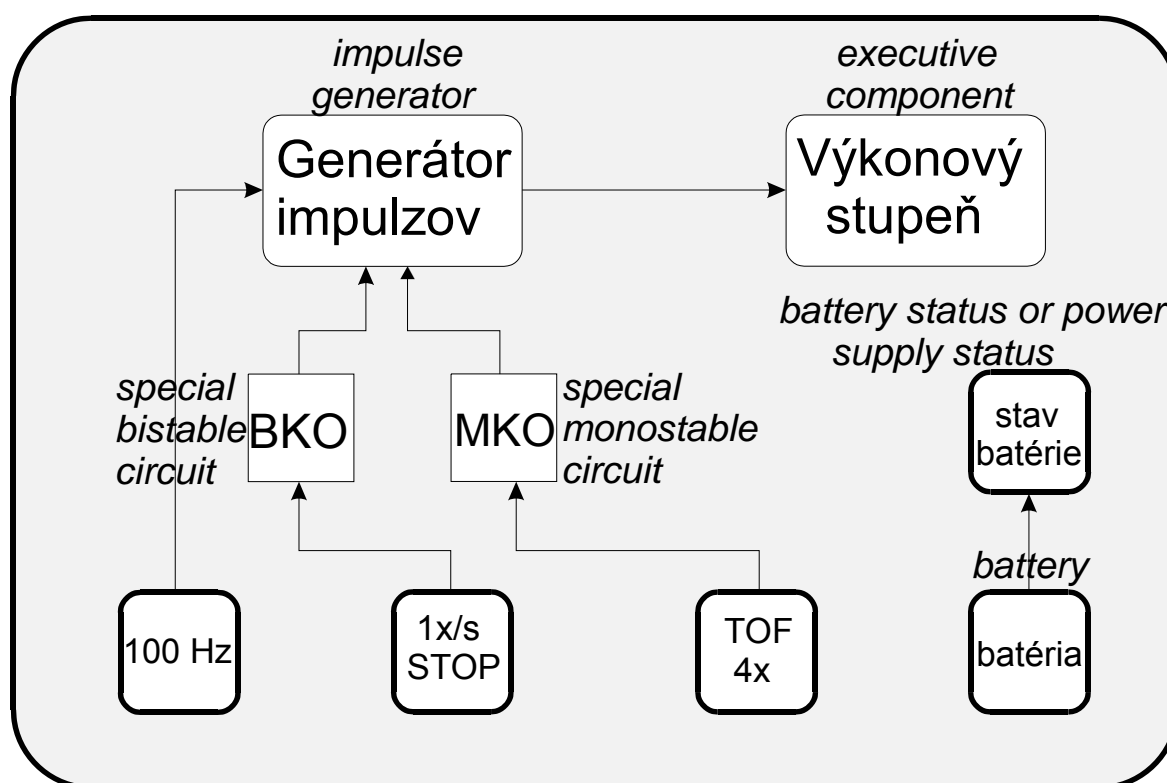 impulse
generator
Generátor
impulzov
executive
component
Výkonový
stupeň
battery status or power
supply status
special
bistable
circuit
BKO
MKO
special
monostable
circuit
stav
batérie
battery
100 Hz
1x/s
STOP
TOF
4x
batéria